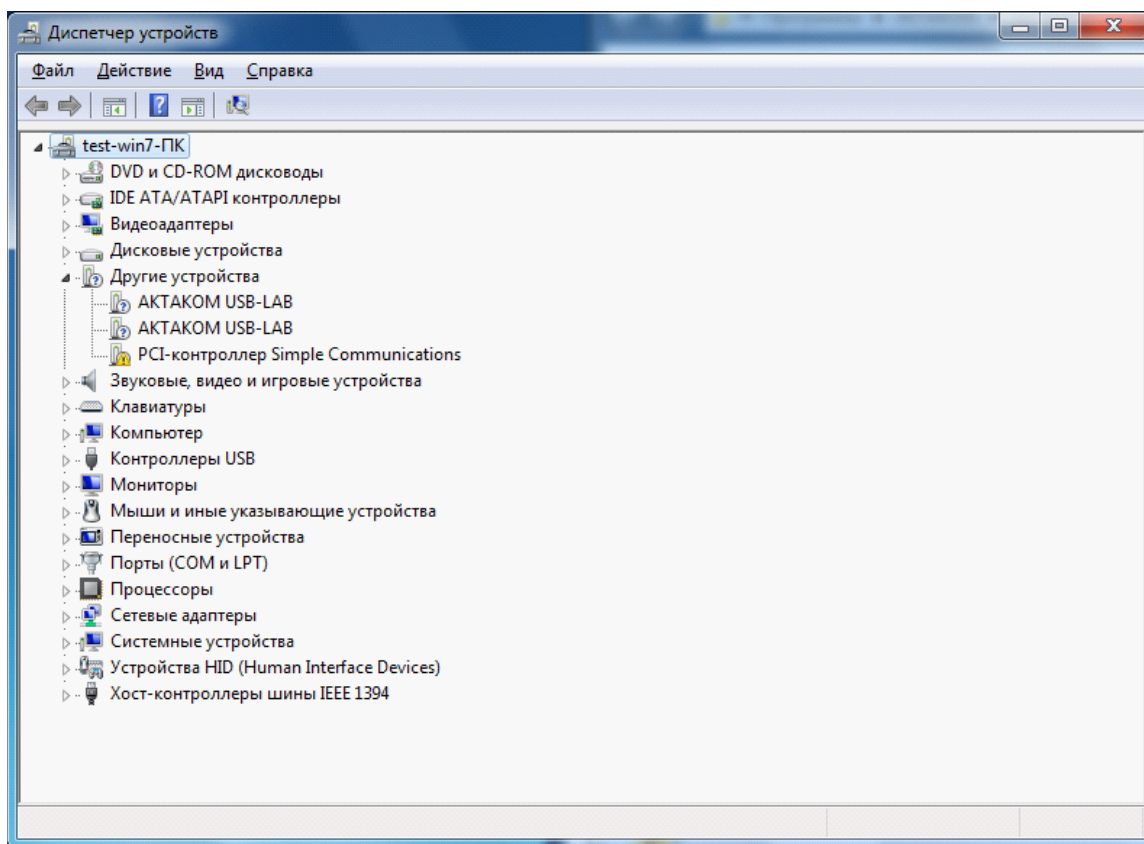 Диспетчер устройств
Файл Действие Вид Справка
test-win7-ПК
DVD и CD-ROM дисководы
IDE ATA/ATAPI контроллеры
Видеоадаптеры
Дисковые устройства
Другие устройства
АКТАКОМ USB-LAB
АКТАКОМ USB-LAB
PCI-контроллер Simple Communications
Звуковые, видео и игровые устройства
Клавиатуры
Компьютер
Контроллеры USB
Мониторы
Мыши и иные указывающие устройства
Переносные устройства
Порты (COM и LPT)
Процессоры
Сетевые адаптеры
Системные устройства
Устройства HID (Human Interface Devices)
Хост-контроллеры шины IEEE 1394